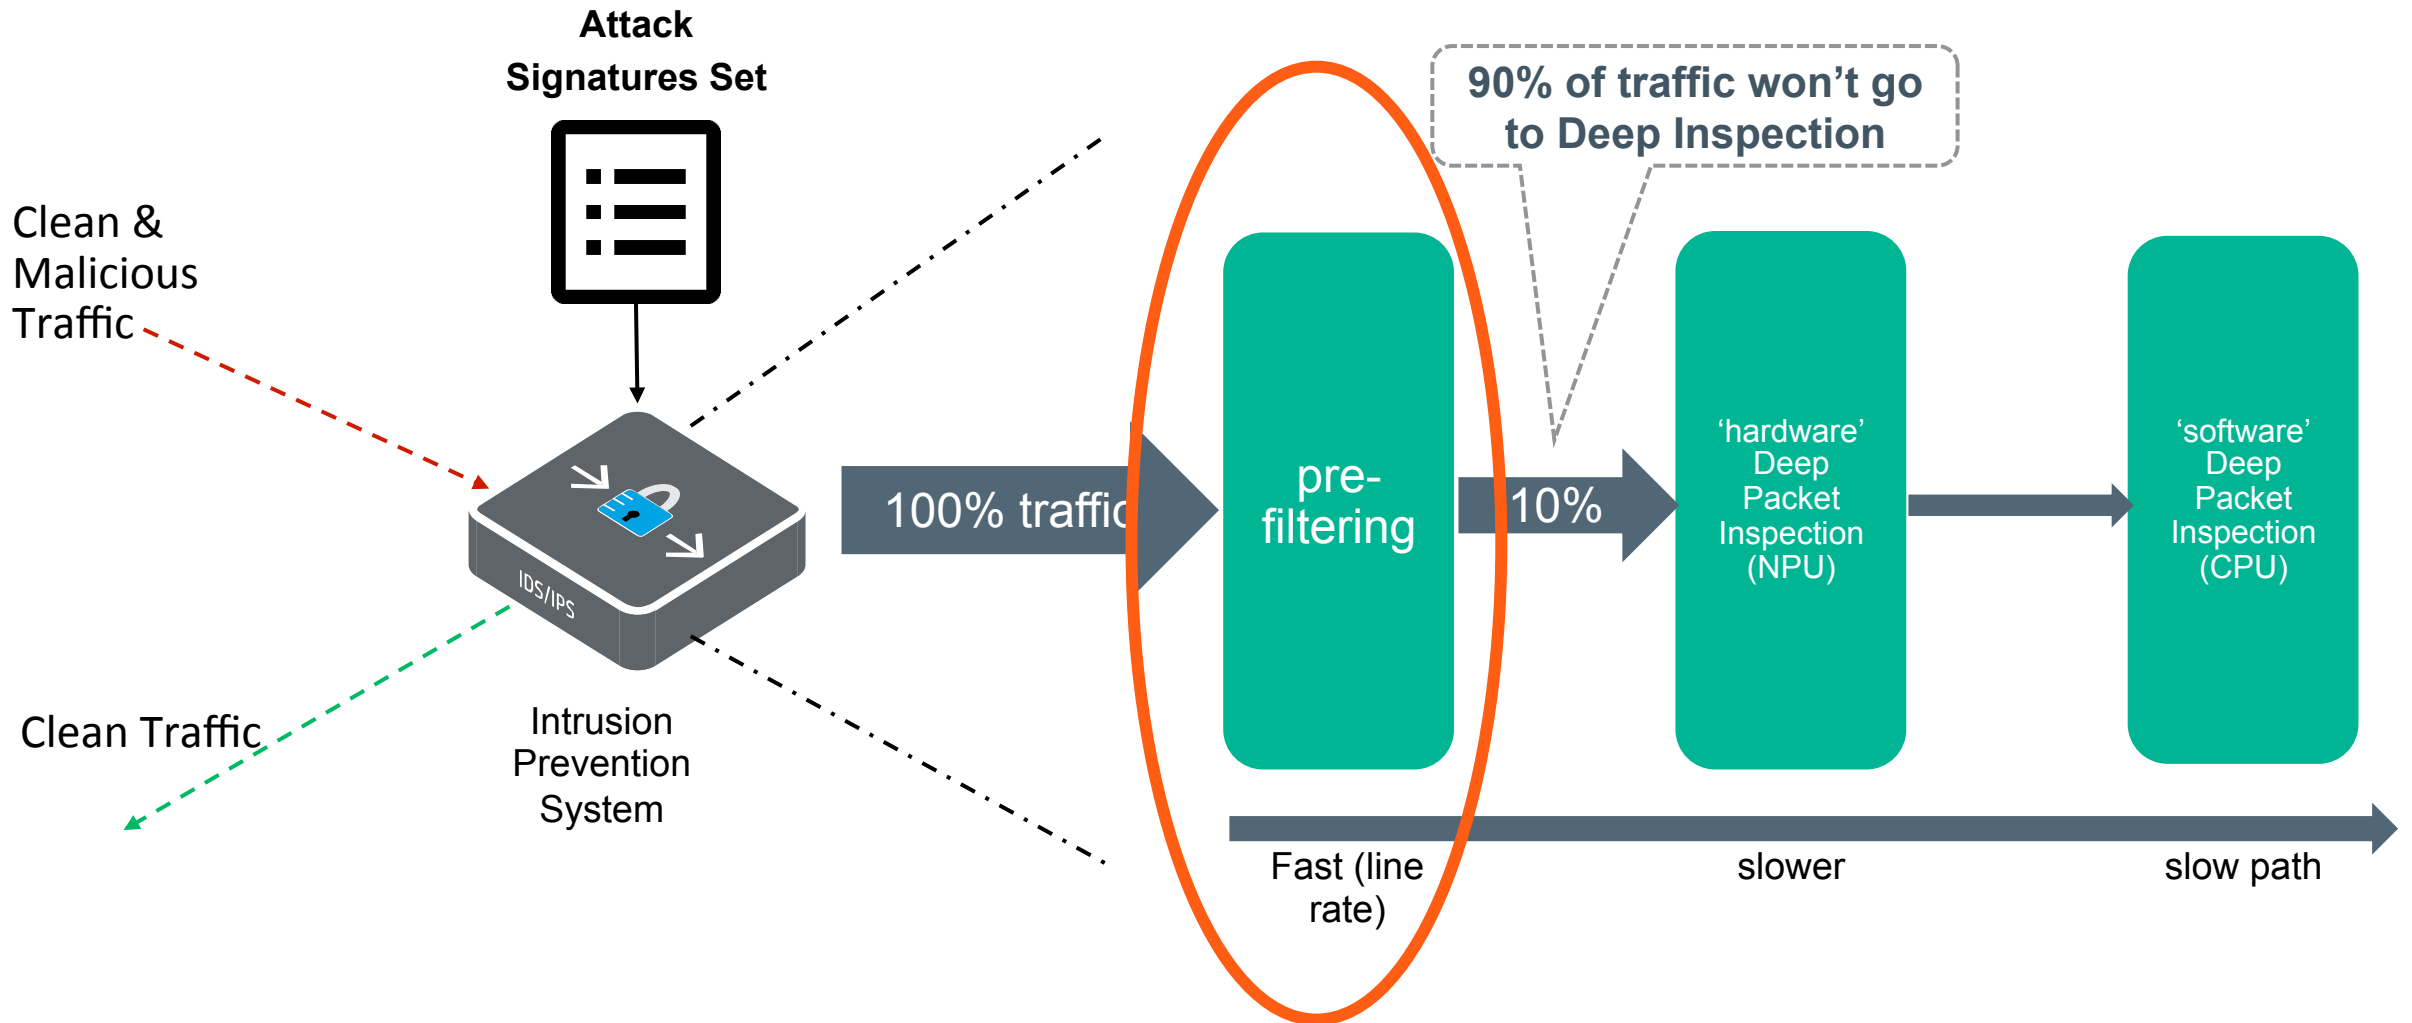 Attack
Signatures Set
90% of traffic won’t go
to Deep Inspection
Clean &
Malicious
Traffic
IDS/IPS
Clean Traffic
Intrusion
Prevention
System
100% traffic
pre-
filtering
10%
‘hardware’
Deep
Packet
Inspection
(NPU)
‘software’
Deep
Packet
Inspection
(CPU)
Fast (line
rate)
slower
slow path